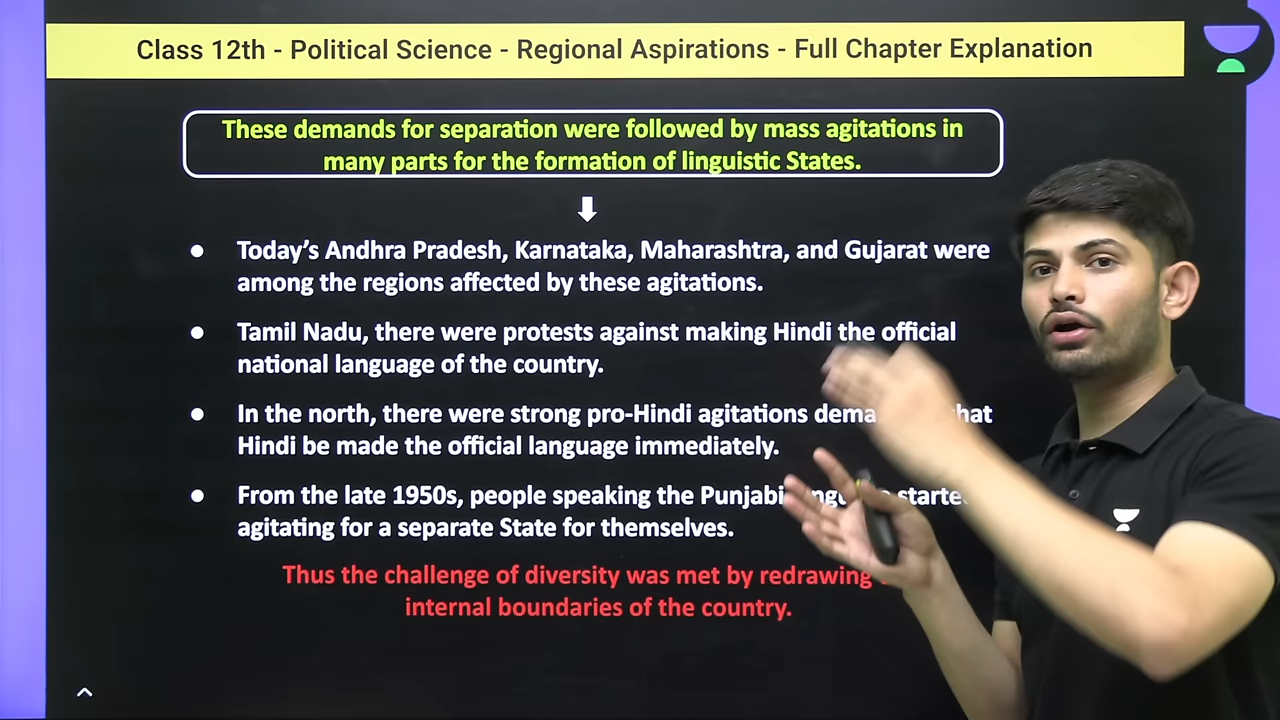 Class 12th - Political Science - Regional Aspirations - Full Chapter Explanation
These demands for separation were followed by mass agitations in
many parts for the formation of linguistic States.
● Today's Andhra Pradesh, Karnataka, Maharashtra, and Gujarat were
among the regions affected by these agitations.
● Tamil Nadu, there were protests against making Hindi the official
national language of the country.
● In the north, there were strong pro-Hindi agitations that
Hindi be made the official language immediately.
● From the late 1950s, people speaking the Punjabi
agitating for a separate State for themselves.
Thus the challenge of diversity was met by redrawing
internal boundaries of the country.